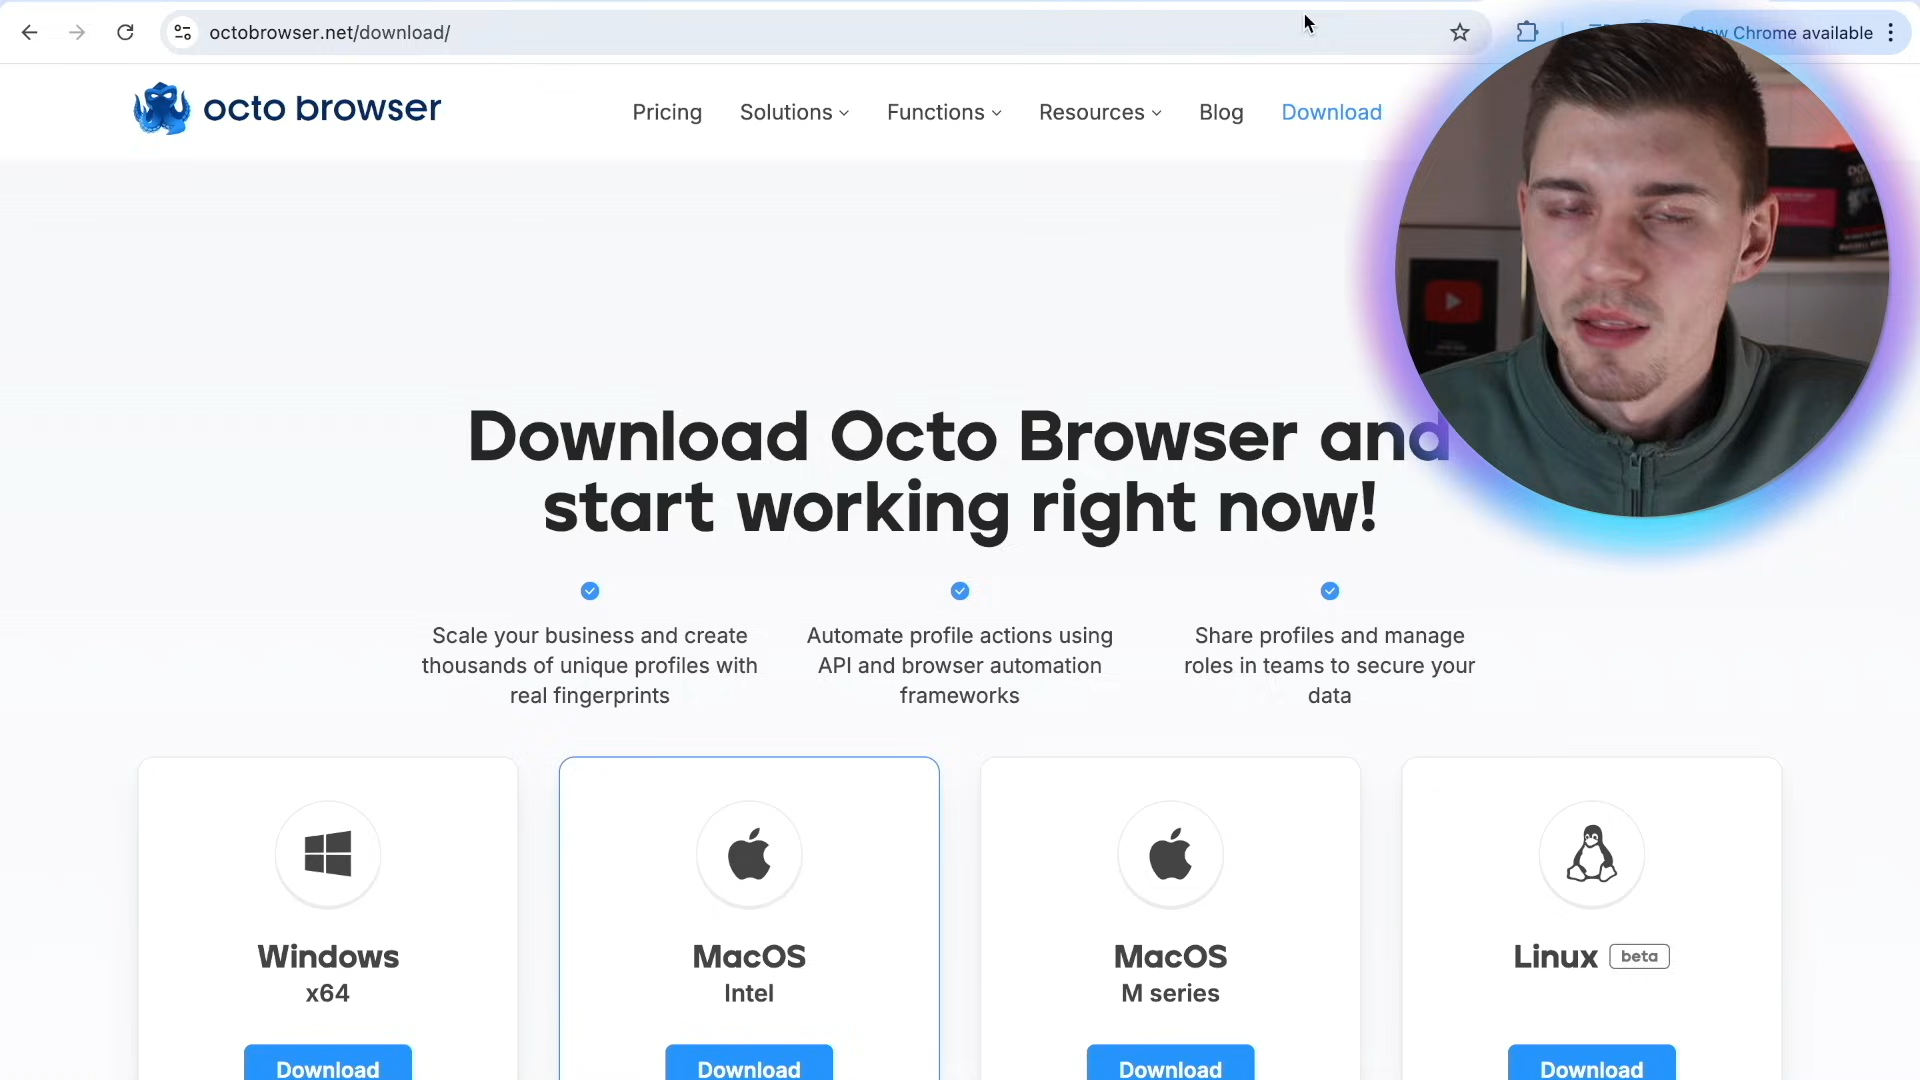 octobrowser.net/download/
Chrome available
octo browser
Pricing
Solutions
Functions
Resources
Blog
Download
Download Octo Browser and
start working right now!
Scale your business and create
thousands of unique profiles with
real fingerprints
Automate profile actions using
API and browser automation
frameworks
Share profiles and manage
roles in teams to secure your
data
Windows
x64
Download
MacOS
Intel
Download
MacOS
M series
Download
Linux beta
Download